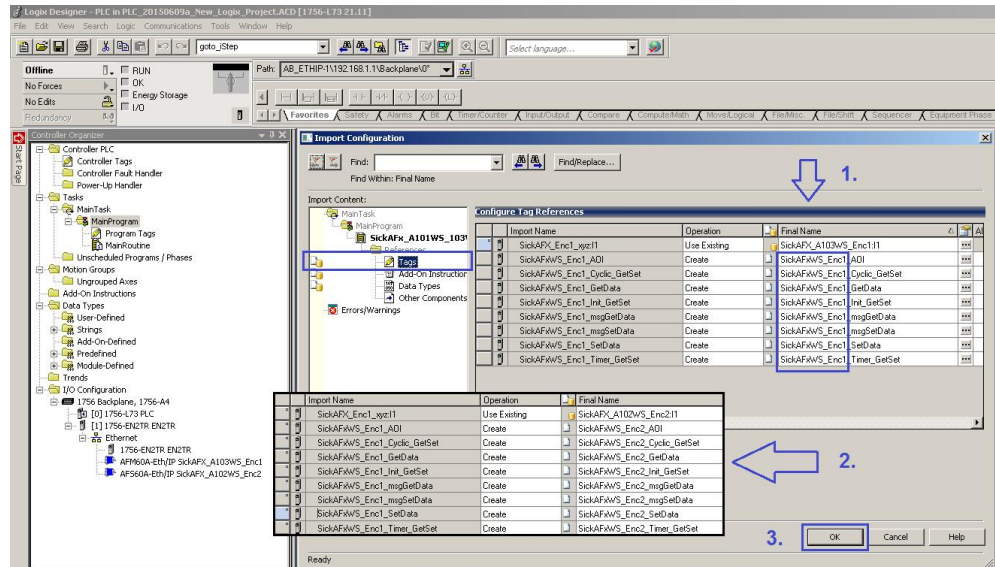 Logix Designer - PLC in PLC_20150609a_New_Logix_Project.ACD [1756-L73 21.11]
File Edit View Search Logic Communications Tools Window Help
goto_iStep
Select language...
Offline
RUN
Path: AB_ETHIP-1\192.168.1.1\Backplane\0*
No Forces
OK
No Edits
Energy Storage
Redundancy
I/O
Favorites Safety Alarms Bit Timer/Counter Input/Output Compare Compute/Math Move/Logical File/Misc. File/Shift Sequencer Equipment Phase
Start Page
Controller Organizer
Controller PLC
Controller Tags
Controller Fault Handler
Power-Up Handler
Tasks
MainTask
MainProgram
Program Tags
MainRoutine
Unscheduled Programs / Phases
Motion Groups
Ungrouped Axes
Add-On Instructions
Data Types
User-Defined
Strings
Add-On-Defined
Predefined
Module-Defined
Trends
I/O Configuration
1756 Backplane, 1756-A4
[0] 1756-L73 PLC
[1] 1756-EN2TR EN2TR
Ethernet
1756-EN2TR EN2TR
AFM60A-Eth/IP SickAFX_A103WS_Enc1
AFS60A-Eth/IP SickAFX_A102WS_Enc2
Import Configuration
Find:
Find/Replace...
Find Within: Final Name
1.
Import Content:
MainTask
MainProgram
SickAFx_A101WS_103
References
Tags
Add-On Instruction
Data Types
Other Components
Errors/Warnings
Configure Tag References
Import Name Operation Final Name Al
SickAFX_Enc1_xyz:I1 Use Existing SickAFX_A103WS_Enc1:I1
SickAFxWS_Enc1_AOI Create SickAFxWS_Enc1_AOI
SickAFxWS_Enc1_Cyclic_GetSet Create SickAFxWS_Enc1_Cyclic_GetSet
SickAFxWS_Enc1_GetData Create SickAFxWS_Enc1_GetData
SickAFxWS_Enc1_Init_GetSet Create SickAFxWS_Enc1_Init_GetSet
SickAFxWS_Enc1_msgGetData Create SickAFxWS_Enc1_msgGetData
SickAFxWS_Enc1_msgSetData Create SickAFxWS_Enc1_msgSetData
SickAFxWS_Enc1_SetData Create SickAFxWS_Enc1_SetData
SickAFxWS_Enc1_Timer_GetSet Create SickAFxWS_Enc1_Timer_GetSet
Import Name Operation Final Name
SickAFX_Enc1_xyz:I1 Use Existing SickAFX_A102WS_Enc2:I1
SickAFxWS_Enc1_AOI Create SickAFxWS_Enc2_AOI
SickAFxWS_Enc1_Cyclic_GetSet Create SickAFxWS_Enc2_Cyclic_GetSet
SickAFxWS_Enc1_GetData Create SickAFxWS_Enc2_GetData
SickAFxWS_Enc1_Init_GetSet Create SickAFxWS_Enc2_Init_GetSet
SickAFxWS_Enc1_msgGetData Create SickAFxWS_Enc2_msgGetData
SickAFxWS_Enc1_msgSetData Create SickAFxWS_Enc2_msgSetData
SickAFxWS_Enc1_SetData Create SickAFxWS_Enc2_SetData
SickAFxWS_Enc1_Timer_GetSet Create SickAFxWS_Enc2_Timer_GetSet
2.
3.
OK Cancel Help
Ready